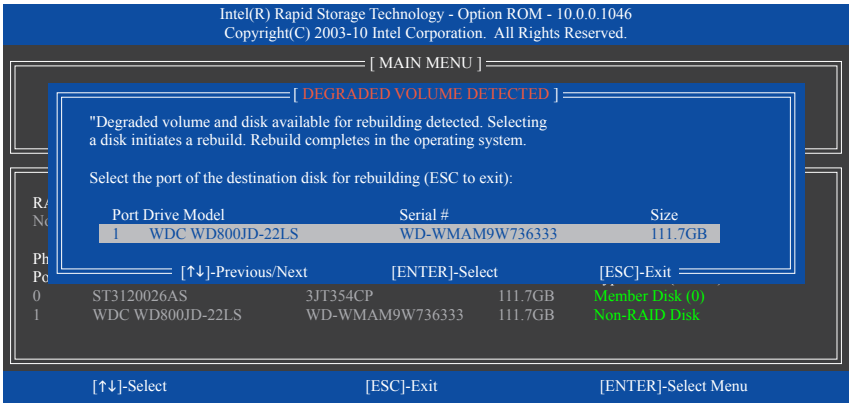 Intel(R) Rapid Storage Technology - Option ROM - 10.0.0.1046
Copyright(C) 2003-10 Intel Corporation. All Rights Reserved.
[ MAIN MENU ]
[ DEGRADED VOLUME DETECTED ]
"Degraded volume and disk available for rebuilding detected. Selecting
a disk initiates a rebuild. Rebuild completes in the operating system.
Select the port of the destination disk for rebuilding (ESC to exit):
Port Drive Model Serial # Size
1 WDC WD800JD-22LS WD-WMAM9W736333 111.7GB
[↑↓]-Previous/Next [ENTER]-Select [ESC]-Exit
0 ST3120026AS 3JT354CP 111.7GB Member Disk (0)
1 WDC WD800JD-22LS WD-WMAM9W736333 111.7GB Non-RAID Disk
[↑↓]-Select [ESC]-Exit [ENTER]-Select Menu